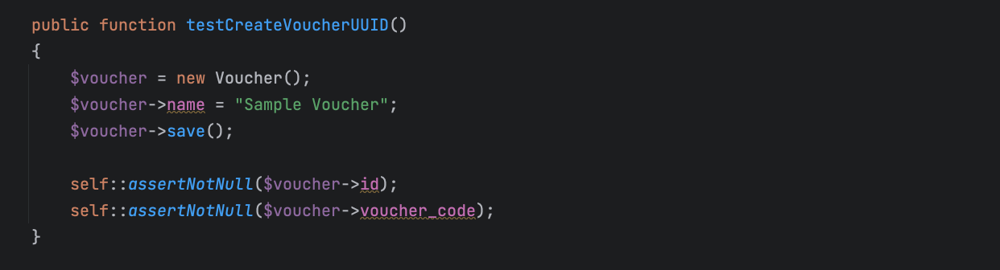 public function testCreateVoucherUUID()
{
    $voucher = new Voucher();
    $voucher->name = "Sample Voucher";
    $voucher->save();

    self::assertNotNull($voucher->id);
    self::assertNotNull($voucher->voucher_code);
}